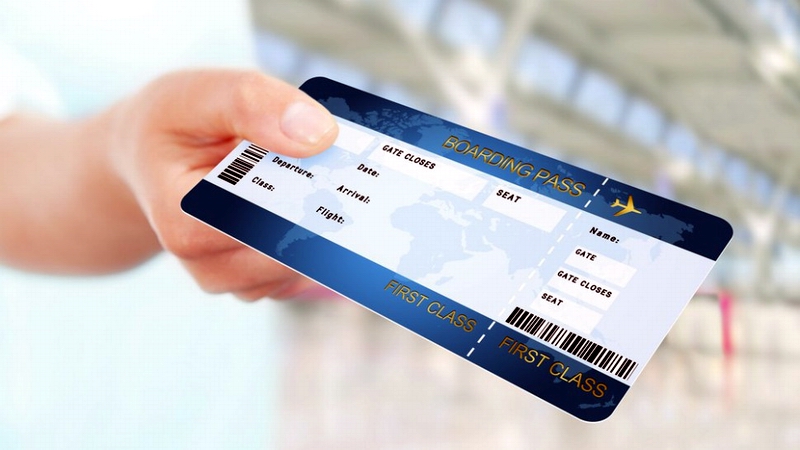 BOARDING PASS
GATE CLOSES
SEAT
Date:
Departure:
Arrival:
Class:
Flight:
FIRST CLASS
Name:
GATE
GATE CLOSES
SEAT
FIRST CLASS